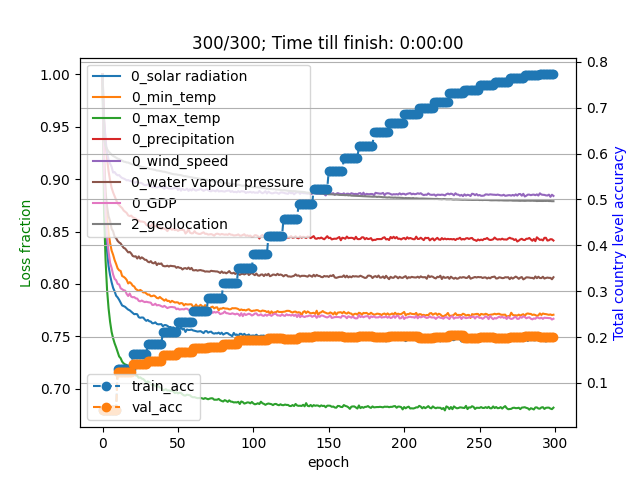 300/300; Time till finish: 0:00:00
Loss fraction
1.00
0.95
0.90
0.85
0.80
0.75
0.70
0_solar radiation
0_min_temp
0_max_temp
0_precipitation
0_wind_speed
0_water vapour pressure
0_GDP
2_geolocation
train_acc
val_acc
0.8
0.7
0.6
0.5
0.4
0.3
0.2
0.1
Total country level accuracy
0 50 100 150 200 250 300
epoch